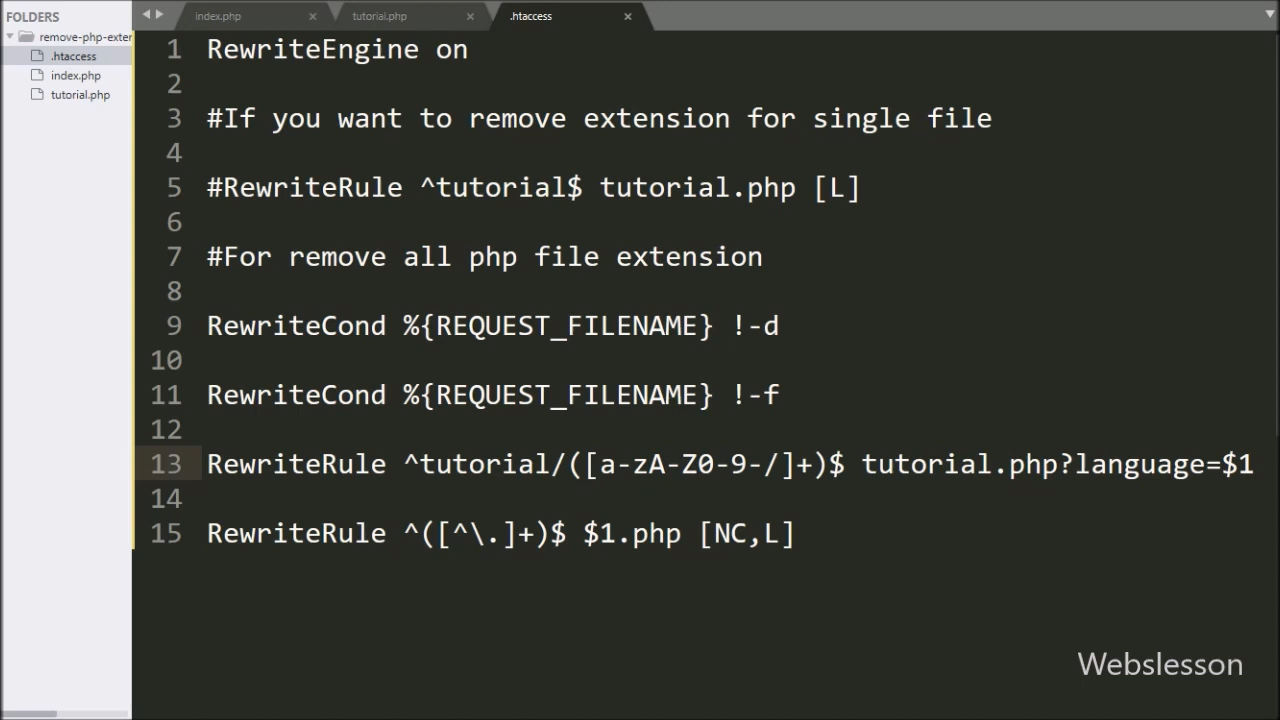 FOLDERS
remove-php-exter
.htaccess
index.php
tutorial.php
index.php × tutorial.php × .htaccess ×
1 RewriteEngine on
2
3 #If you want to remove extension for single file
4
5 #RewriteRule ^tutorial$ tutorial.php [L]
6
7 #For remove all php file extension
8
9 RewriteCond %{REQUEST_FILENAME} !-d
10
11 RewriteCond %{REQUEST_FILENAME} !-f
12
13 RewriteRule ^tutorial/([a-zA-Z0-9-/]+)$ tutorial.php?language=$1
14
15 RewriteRule ^([^\.]+)$ $1.php [NC,L]
Webslesson